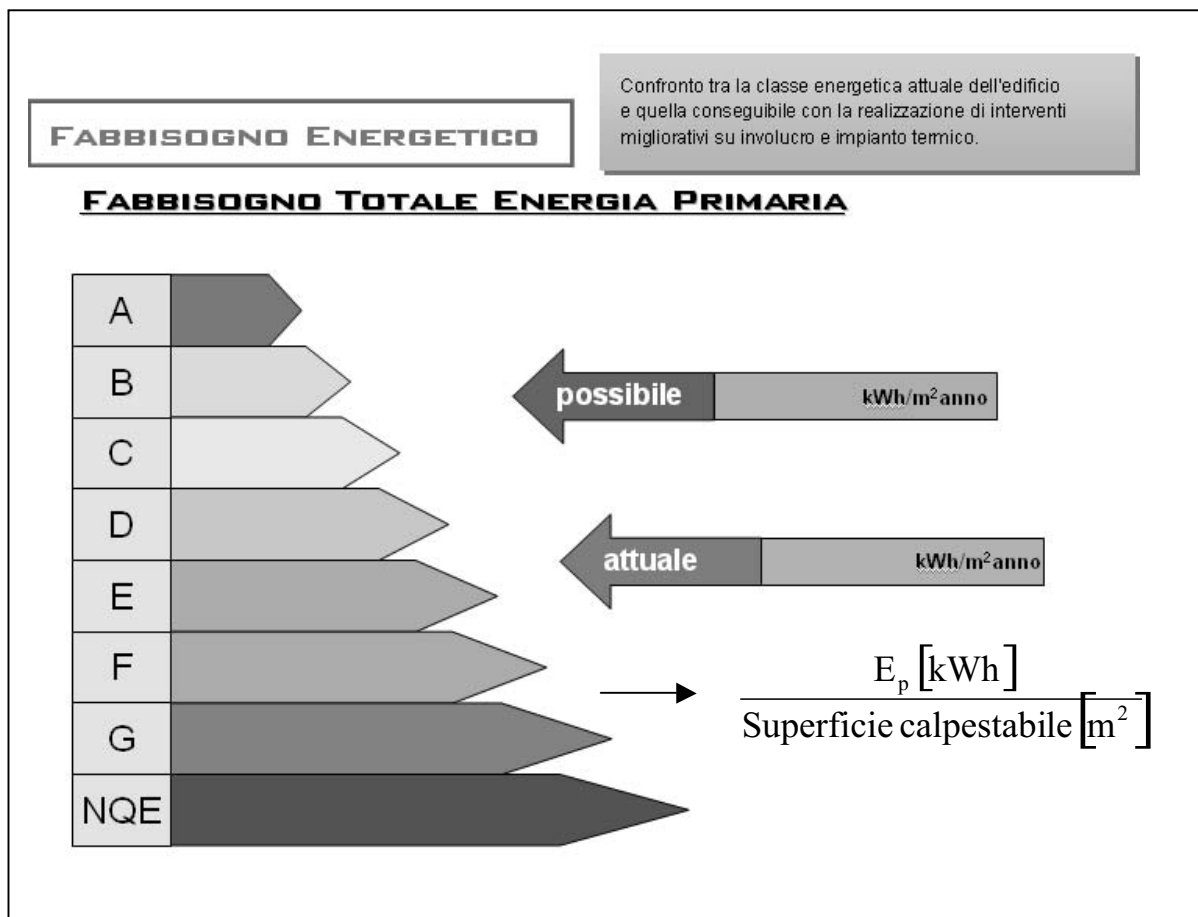 Confronto tra la classe energetica attuale dell'edificio
e quella conseguibile con la realizzazione di interventi
migliorativi su involucro e impianto termico.
FABBISOGNO ENERGETICO
FABBISOGNO TOTALE ENERGIA PRIMARIA
A
B
possibile kWh/m²anno
C
D
attuale kWh/m²anno
E
F
E_p [kWh]
Superficie calpestabile [m²]
G
NQE